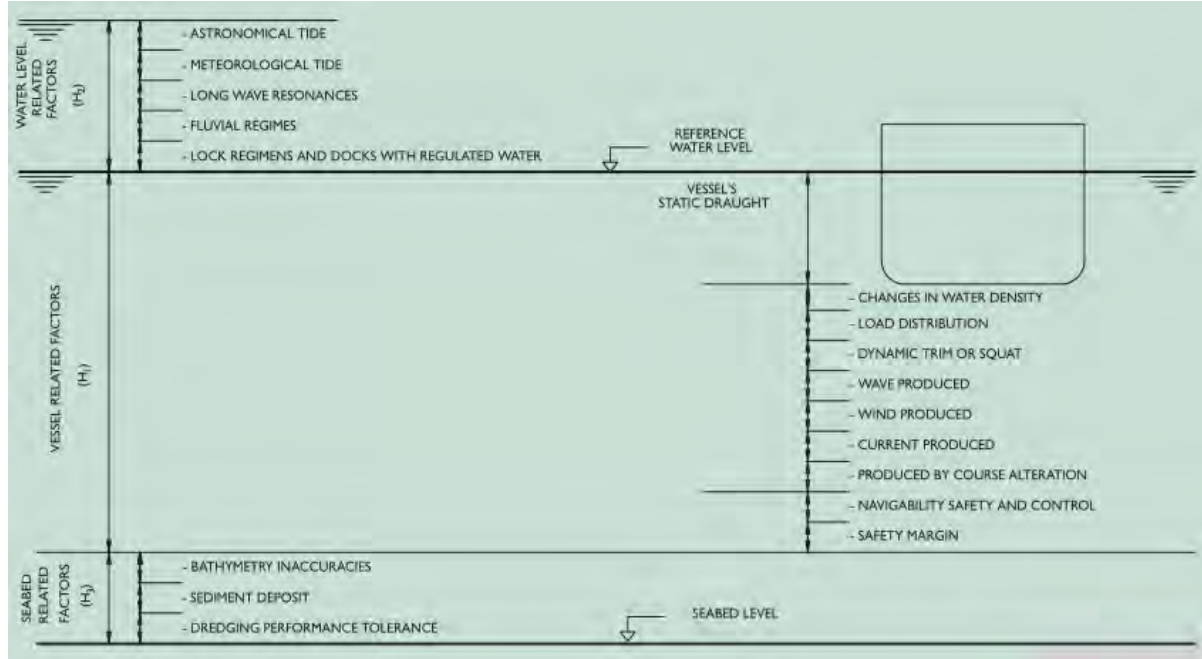 WATER LEVEL
RELATED
FACTORS
(H₂)
- ASTRONOMICAL TIDE
- METEOROLOGICAL TIDE
- LONG WAVE RESONANCES
- FLUVIAL REGIMES
- LOCK REGIMENS AND DOCKS WITH REGULATED WATER
REFERENCE
WATER LEVEL
VESSEL'S
STATIC DRAUGHT
VESSEL RELATED FACTORS
(H₁)
- CHANGES IN WATER DENSITY
- LOAD DISTRIBUTION
- DYNAMIC TRIM OR SQUAT
- WAVE PRODUCED
- WIND PRODUCED
- CURRENT PRODUCED
- PRODUCED BY COURSE ALTERATION
- NAVIGABILITY SAFETY AND CONTROL
- SAFETY MARGIN
SEABED
RELATED
FACTORS
(H₃)
- BATHYMETRY INACCURACIES
- SEDIMENT DEPOSIT
- DREDGING PERFORMANCE TOLERANCE
SEABED LEVEL